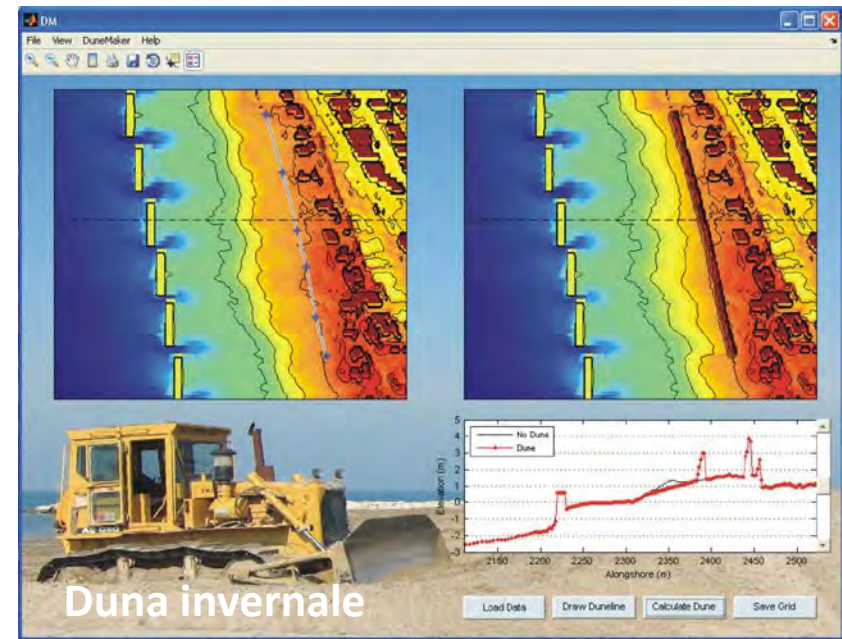 DM
File View DuneMaker Help
5
4
3
2
1
0
-1
-2
-3
No Dune
Dune
Elevation (m)
2150 2200 2250 2300 2350 2400 2450 2500
Alongshore (m)
Duna invernale
Load Data Draw Duneline Calculate Dune Save Grid